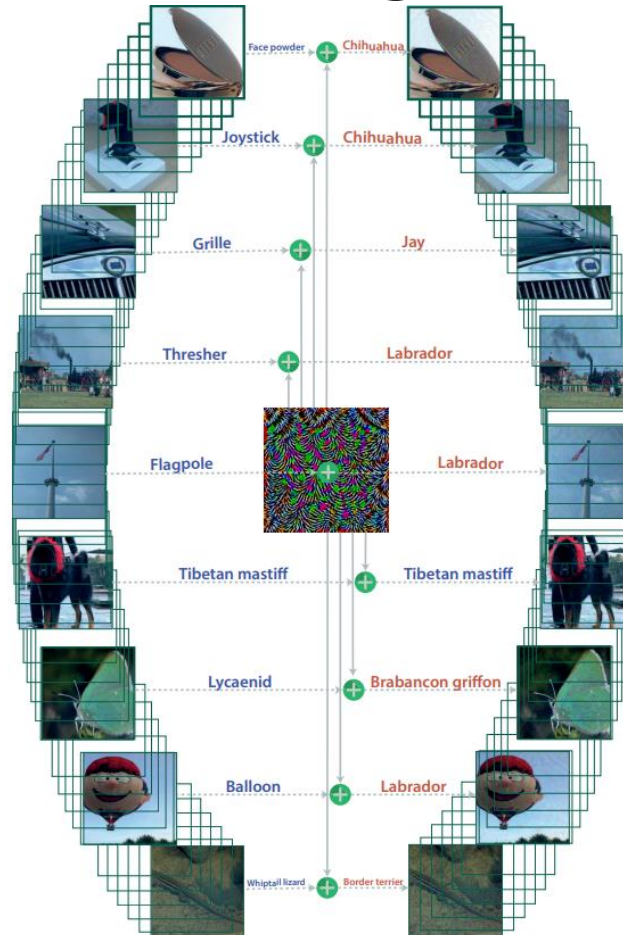 Face powder
Chihuahua
Joystick
Chihuahua
Grille
Jay
Thresher
Labrador
Flagpole
Labrador
Tibetan mastiff
Tibetan mastiff
Lycaenid
Brabancon griffon
Balloon
Labrador
Whiptail lizard
Border terrier